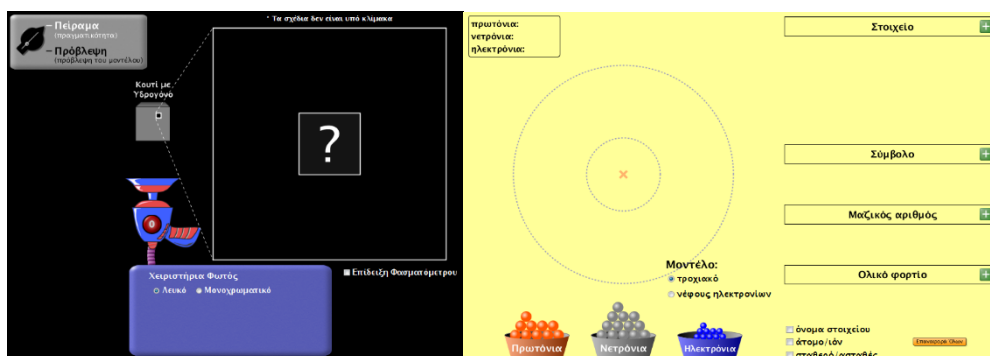 * Τα σχέδια δεν είναι υπό κλίμακα
Πείραμα
(πραγματικότητα)
Πρόβλεψη
(πρόβλεψη του μοντέλου)
Κουτί με
Υδρογόνο
?
Χειριστήρια Φωτός
Λευκό
Μονοχρωματικό
Επίδειξη Φασματόμετρου
πρωτόνια:
νετρόνια:
ηλεκτρόνια:
Στοιχείο
Σύμβολο
Μαζικός αριθμός
Ολικό φορτίο
Μοντέλο:
τροχιακό
νέφους ηλεκτρονίων
Πρωτόνια
Νετρόνια
Ηλεκτρόνια
όνομα στοιχείου
άτομο/ιόν
σταθερό/ασταθές
Επαναφορά Όλων